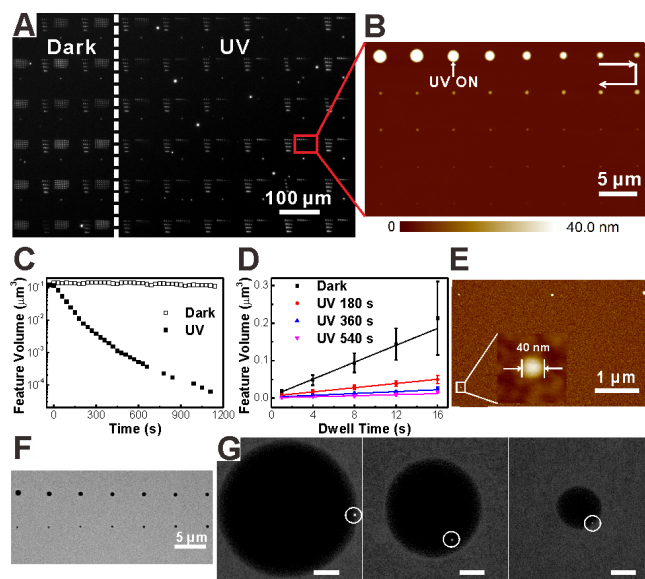 A
Dark
UV
100 μm
B
UV ON
5 μm
0
40.0 nm
C
Feature Volume (μm³)
10⁻¹
10⁻²
10⁻³
10⁻⁴
Dark
UV
0
300
600
900
1200
Time (s)
D
Feature Volume (μm³)
0.3
0.2
0.1
0.0
Dark
UV 180 s
UV 360 s
UV 540 s
0
4
8
12
16
Dwell Time (s)
E
40 nm
1 μm
F
5 μm
G